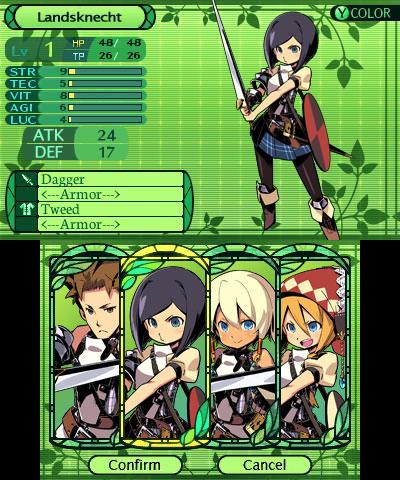 Landsknecht
Y COLOR
Lv 1 HP 48/ 48
TP 26/ 26
STR 9
TEC 5
VIT 8
AGI 6
LUC 4
ATK 24
DEF 17
Dagger
<---Armor--->
Tweed
<---Armor--->
Confirm
Cancel